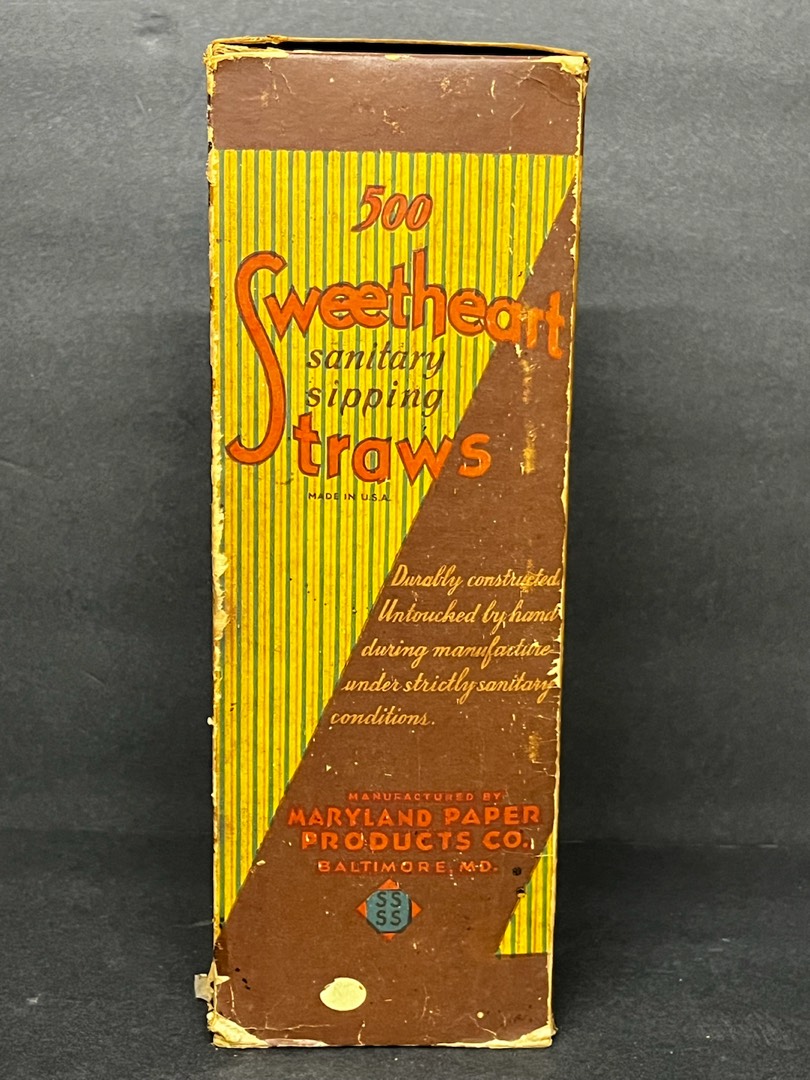 500
Sweetheart
sanitary
sipping
Straws
MADE IN U.S.A.
Durably constructed
Untouched by hand
during manufacture
under strictly sanitary
conditions.
MANUFACTURED BY
MARYLAND PAPER
PRODUCTS CO.
BALTIMORE, MD.
SS
SS